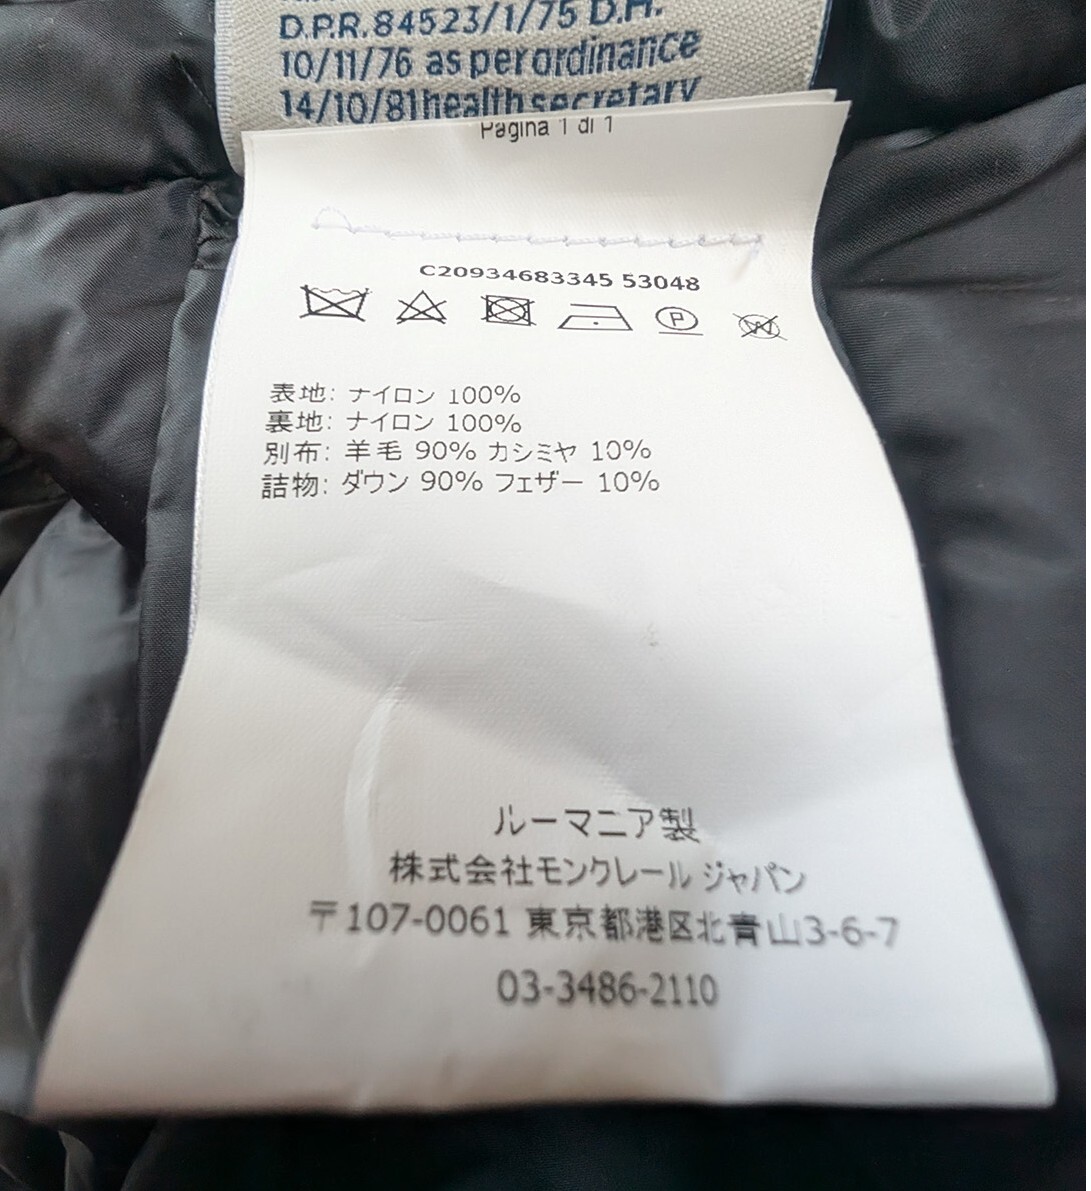 D.P.R. 84523/1/75 D.H.
10/11/76 as per ordinance
14/10/81 health secretary
Pagina 1 di 1
C20934683345 53048
P
W
表地: ナイロン 100%
裏地: ナイロン 100%
別布: 羊毛 90% カシミヤ 10%
詰物: ダウン 90% フェザー 10%
ルーマニア製
株式会社モンクレール ジャパン
〒107-0061 東京都港区北青山3-6-7
03-3486-2110